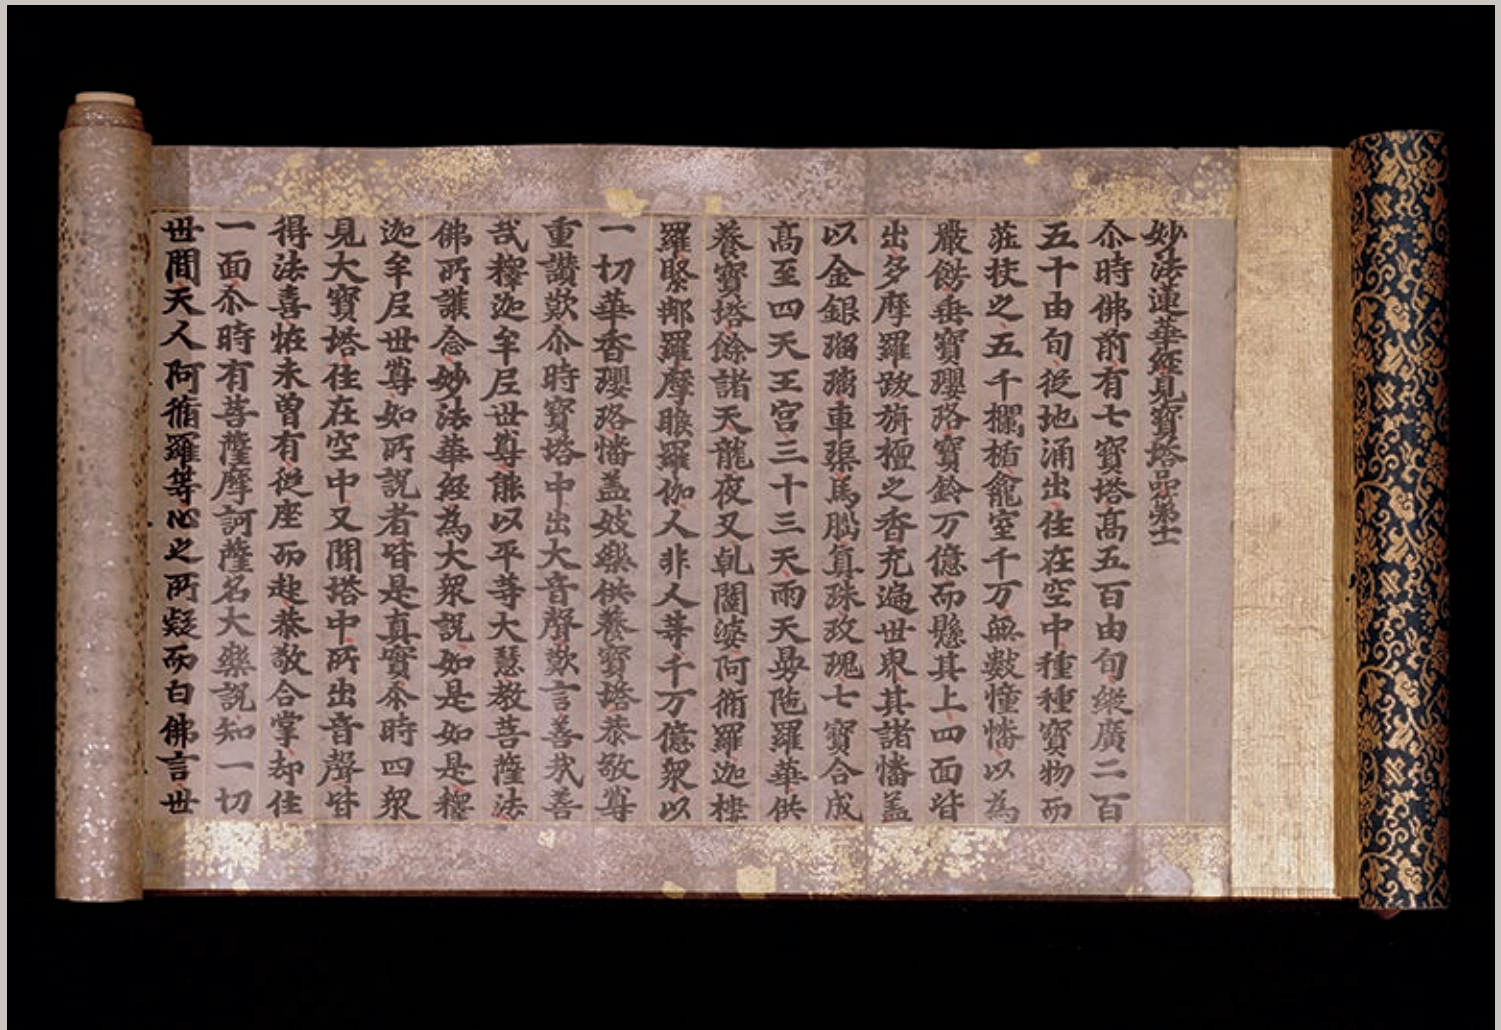 妙法蓮華經見寶塔品第十一
尒時佛前有七寶塔高五百由旬縱廣二百
五十由旬從地涌出住在空中種種寶物而
莊挍之五千欄楯龕室千万無數幢幡以為
嚴飾垂寶瓔珞寶鈴万億而懸其上四面皆
出多摩羅跋旃檀之香充遍世界其諸幡盖
以金銀瑠璃車渠馬腦真珠玫瑰七寶合成
高至四天王宮三十三天雨天曼陁羅華供
養寶塔餘諸天龍夜叉乹闥婆阿脩羅迦樓
羅緊那羅摩睺羅伽人非人等千万億衆以
一切華香瓔珞幡盖妓樂供養寶塔恭敬尊
重讃歎尒時寶塔中出大音聲歎言善哉善
哉釋迦牟尼世尊能以平等大慧教菩薩法
佛所護念妙法華經為大衆說如是如是釋
迦牟尼世尊如所說者皆是真實尒時四衆
見大寶塔住在空中又聞塔中所出音聲皆
得法喜恠未曾有從座而起恭敬合掌却住
一面尒時有菩薩摩訶薩名大樂說知一切
世間天人阿脩羅等心之所疑而白佛言世